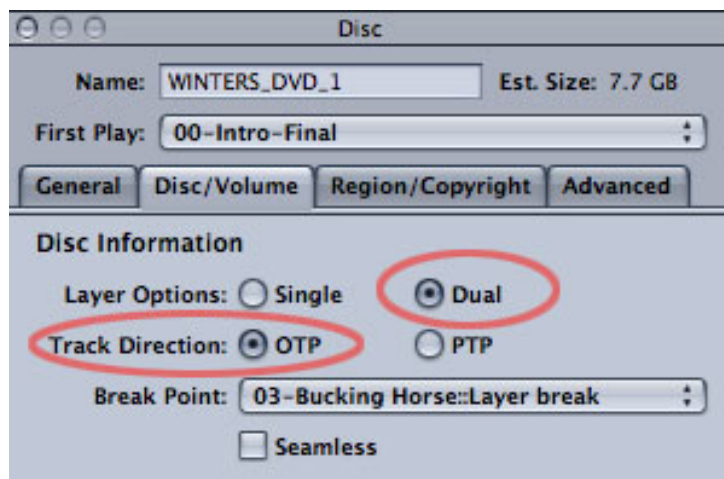 Disc
Name: WINTERS_DVD_1 Est. Size: 7.7 GB
First Play: 00-Intro-Final
General Disc/Volume Region/Copyright Advanced
Disc Information
Layer Options: Single Dual
Track Direction: OTP PTP
Break Point: 03-Bucking Horse::Layer break
Seamless